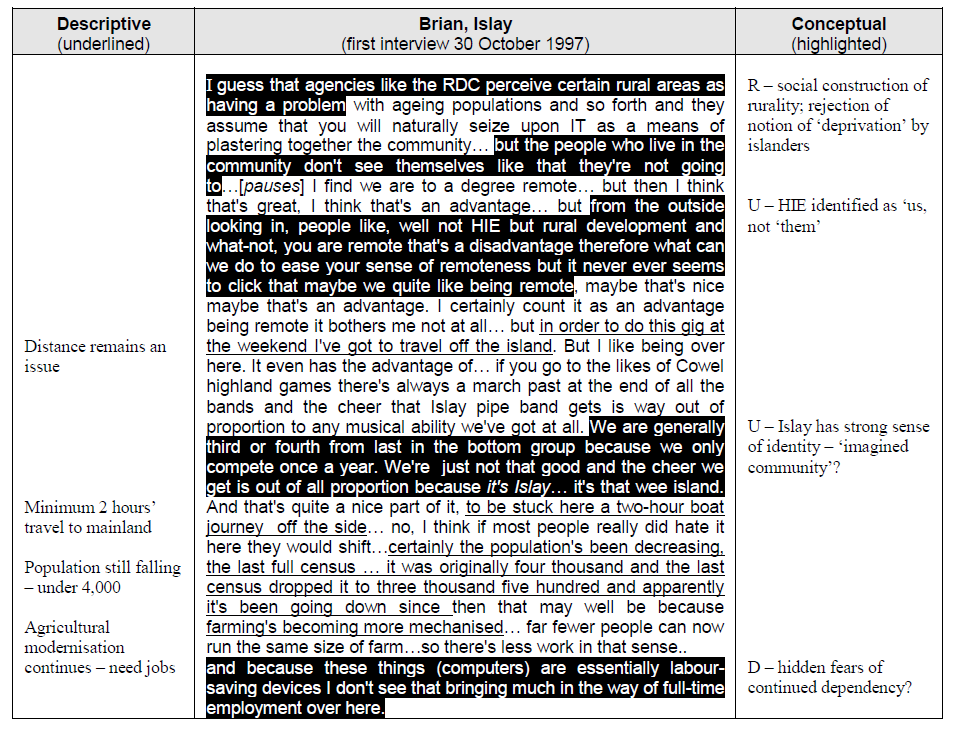 Descriptive
(underlined)
Brian, Islay
(first interview 30 October 1997)
Conceptual
(highlighted)
Distance remains an
issue
Minimum 2 hours'
travel to mainland
Population still falling
– under 4,000
Agricultural
modernisation
continues – need jobs
I guess that agencies like the RDC perceive certain rural areas as
having a problem with ageing populations and so forth and they
assume that you will naturally seize upon IT as a means of
plastering together the community… but the people who live in the
community don't see themselves like that they're not going
to…[pauses] I find we are to a degree remote… but then I think
that's great, I think that's an advantage… but from the outside
looking in, people like, well not HIE but rural development and
what-not, you are remote that's a disadvantage therefore what can
we do to ease your sense of remoteness but it never ever seems
to click that maybe we quite like being remote, maybe that's nice
maybe that's an advantage. I certainly count it as an advantage
being remote it bothers me not at all… but in order to do this gig at
the weekend I've got to travel off the island. But I like being over
here. It even has the advantage of… if you go to the likes of Cowel
highland games there's always a march past at the end of all the
bands and the cheer that Islay pipe band gets is way out of
proportion to any musical ability we've got at all. We are generally
third or fourth from last in the bottom group because we only
compete once a year. We're just not that good and the cheer we
get is out of all proportion because it's Islay… it's that wee island.
And that's quite a nice part of it, to be stuck here a two-hour boat
journey off the side… no, I think if most people really did hate it
here they would shift…certainly the population's been decreasing,
the last full census … it was originally four thousand and the last
census dropped it to three thousand five hundred and apparently
it's been going down since then that may well be because
farming's becoming more mechanised… far fewer people can now
run the same size of farm…so there's less work in that sense..
and because these things (computers) are essentially labour-
saving devices I don't see that bringing much in the way of full-time
employment over here.
R – social construction of
rurality; rejection of
notion of 'deprivation' by
islanders
U – HIE identified as 'us,
not 'them'
U – Islay has strong sense
of identity – 'imagined
community'?
D – hidden fears of
continued dependency?